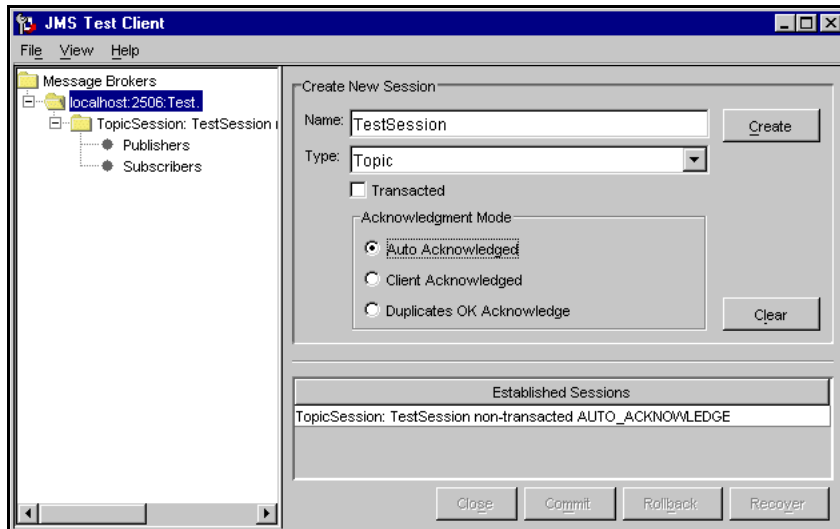 JMS Test Client
File View Help
Message Brokers
localhost:2506:Test.
TopicSession: TestSession
Publishers
Subscribers
Create New Session
Name: TestSession
Create
Type: Topic
Transacted
Acknowledgment Mode
Auto Acknowledged
Client Acknowledged
Duplicates OK Acknowledge
Clear
Established Sessions
TopicSession: TestSession non-transacted AUTO_ACKNOWLEDGE
Close Commit Rollback Recover